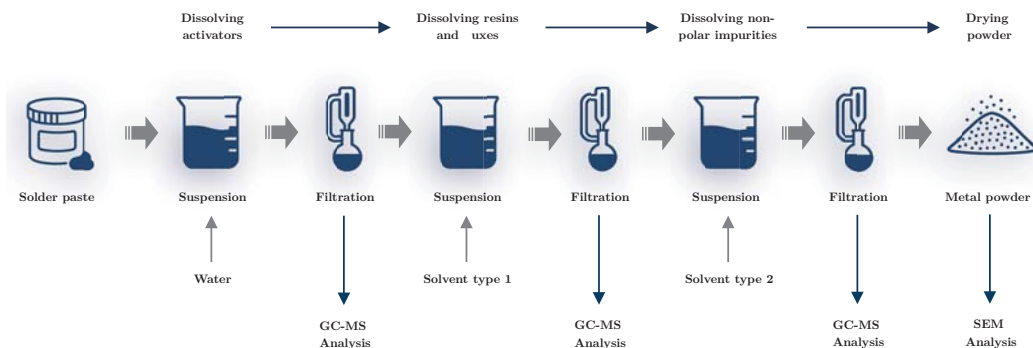 Dissolving
activators
Dissolving resins
and uxes
Dissolving non-
polar impurities
Drying
powder
Solder paste
Suspension
Filtration
Suspension
Filtration
Suspension
Filtration
Metal powder
Water
Solvent type 1
Solvent type 2
GC-MS
Analysis
GC-MS
Analysis
GC-MS
Analysis
SEM
Analysis